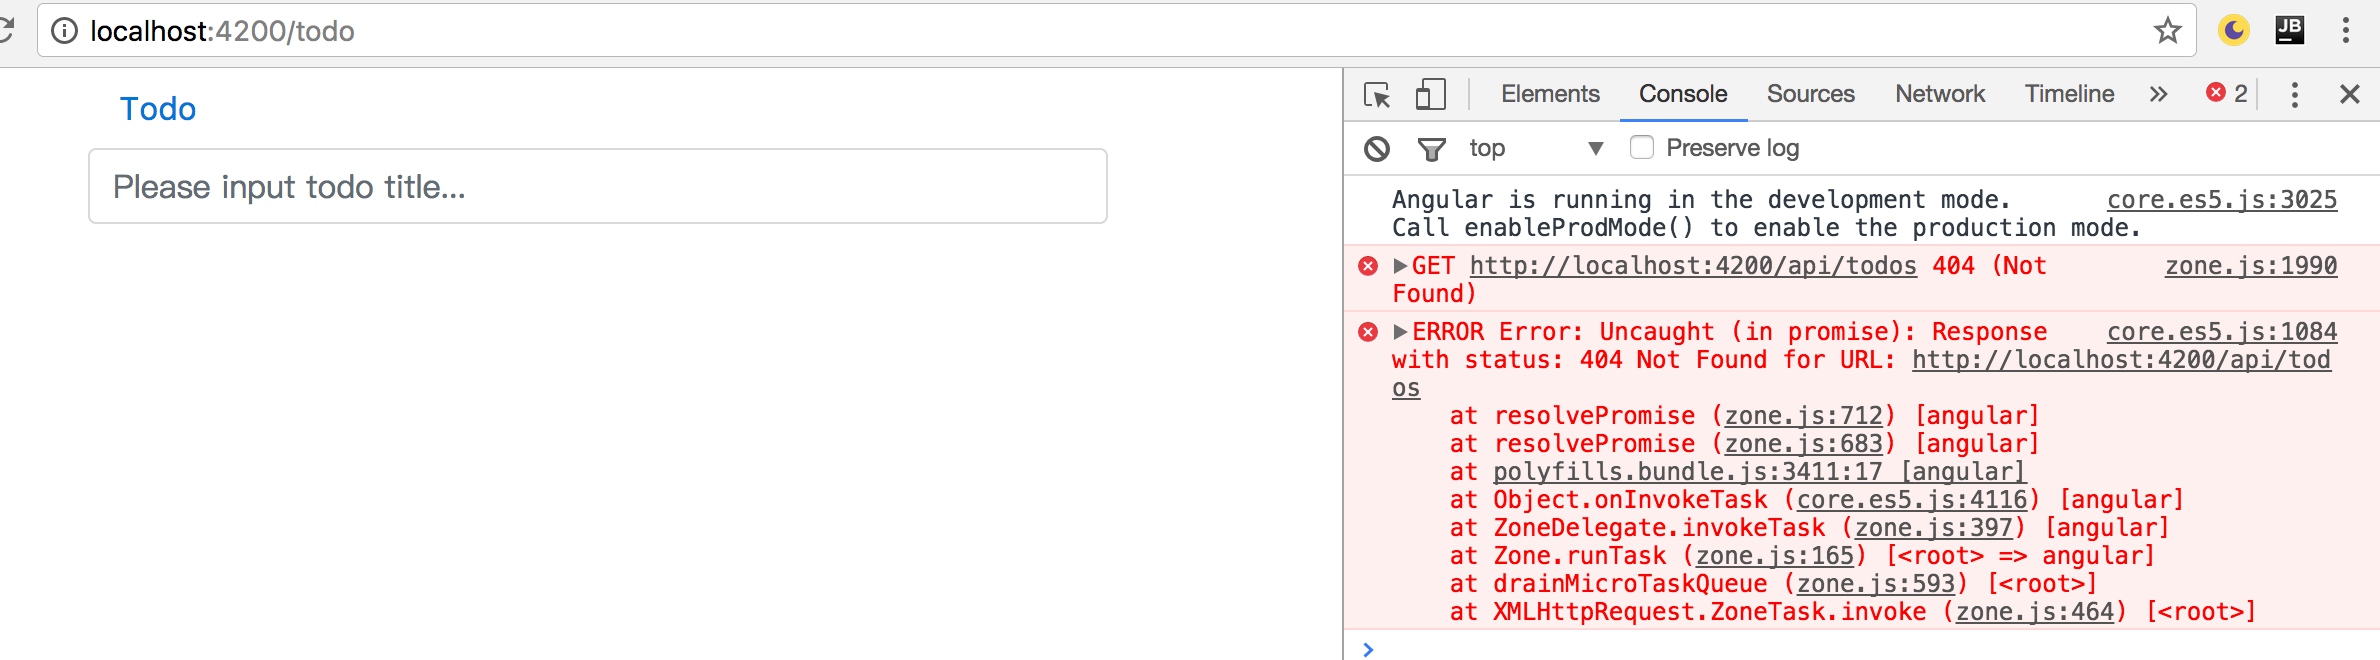 localhost:4200/todo
JB
Todo
Please input todo title...
Elements Console Sources Network Timeline » 2
top Preserve log
Angular is running in the development mode. core.es5.js:3025
Call enableProdMode() to enable the production mode.
GET http://localhost:4200/api/todos 404 (Not zone.js:1990
Found)
ERROR Error: Uncaught (in promise): Response core.es5.js:1084
with status: 404 Not Found for URL: http://localhost:4200/api/tod
os
at resolvePromise (zone.js:712) [angular]
at resolvePromise (zone.js:683) [angular]
at polyfills.bundle.js:3411:17 [angular]
at Object.onInvokeTask (core.es5.js:4116) [angular]
at ZoneDelegate.invokeTask (zone.js:397) [angular]
at Zone.runTask (zone.js:165) [<root> => angular]
at drainMicroTaskQueue (zone.js:593) [<root>]
at XMLHttpRequest.ZoneTask.invoke (zone.js:464) [<root>]